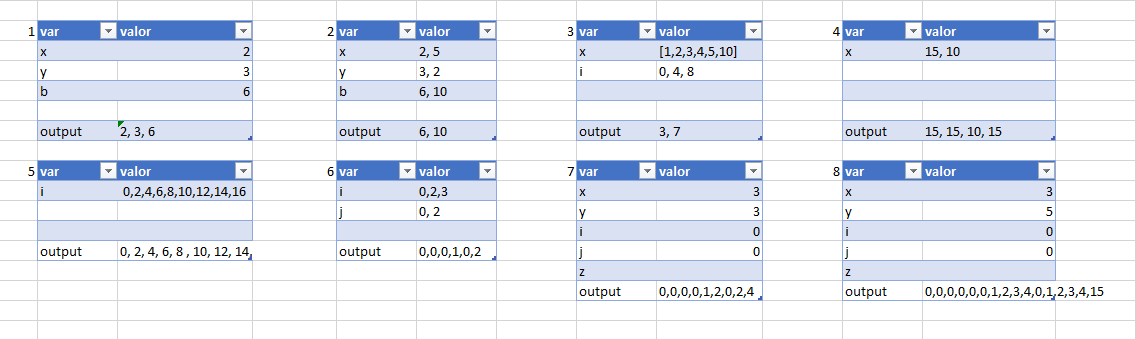 1 var valor 2 var valor 3 var valor 4 var valor
x 2 x 2, 5 x [1,2,3,4,5,10] x 15, 10
y 3 y 3, 2 i 0, 4, 8
b 6 b 6, 10
output 2, 3, 6 output 6, 10 output 3, 7 output 15, 15, 10, 15
5 var valor 6 var valor 7 var valor 8 var valor
i 0,2,4,6,8,10,12,14,16 i 0,2,3 x 3 x 3
j 0, 2 y 3 y 5
i 0 i 0
output 0, 2, 4, 6, 8 , 10, 12, 14, output 0,0,0,1,0,2 j 0 j 0
z z
output 0,0,0,0,1,2,0,2,4 output 0,0,0,0,0,0,1,2,3,4,0,1,2,3,4,15